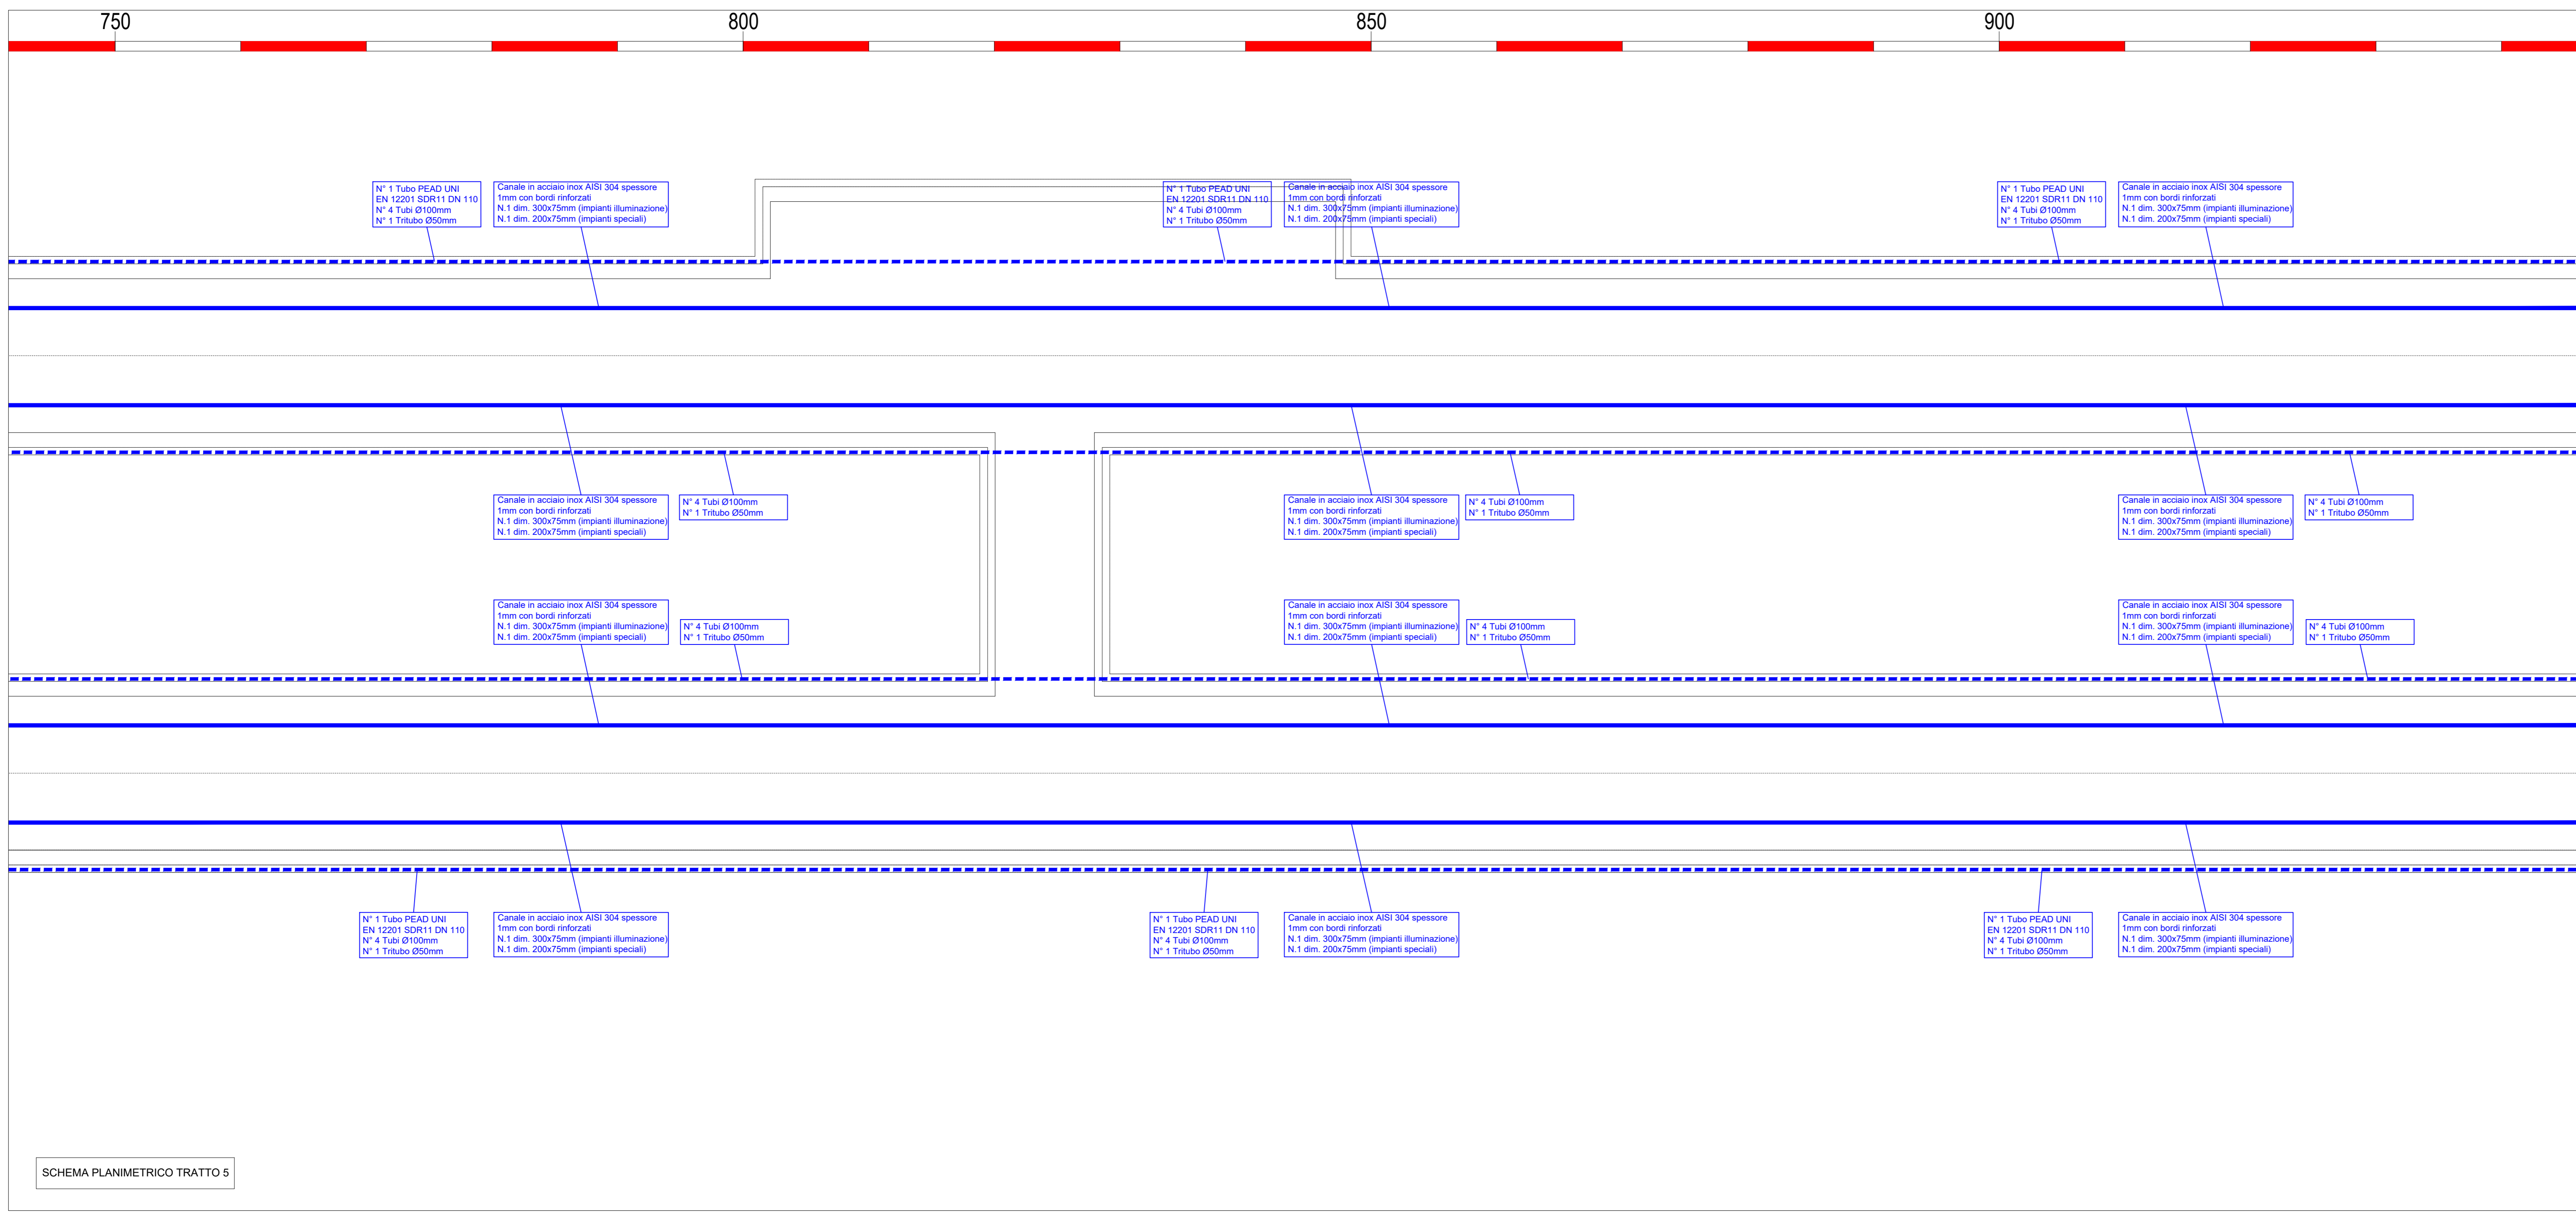 750
800
850
900
N° 1 Tubo PEAD UNI
EN 12201 SDR11 DN 110
N° 4 Tubi Ø100mm
N° 1 Tritubo Ø50mm
Canale in acciaio inox AISI 304 spessore
1mm con bordi rinforzati
N.1 dim. 300x75mm (impianti illuminazione)
N.1 dim. 200x75mm (impianti speciali)
N° 1 Tubo PEAD UNI
EN 12201 SDR11 DN 110
N° 4 Tubi Ø100mm
N° 1 Tritubo Ø50mm
Canale in acciaio inox AISI 304 spessore
1mm con bordi rinforzati
N.1 dim. 300x75mm (impianti illuminazione)
N.1 dim. 200x75mm (impianti speciali)
N° 1 Tubo PEAD UNI
EN 12201 SDR11 DN 110
N° 4 Tubi Ø100mm
N° 1 Tritubo Ø50mm
Canale in acciaio inox AISI 304 spessore
1mm con bordi rinforzati
N.1 dim. 300x75mm (impianti illuminazione)
N.1 dim. 200x75mm (impianti speciali)
Canale in acciaio inox AISI 304 spessore
1mm con bordi rinforzati
N.1 dim. 300x75mm (impianti illuminazione)
N.1 dim. 200x75mm (impianti speciali)
N° 4 Tubi Ø100mm
N° 1 Tritubo Ø50mm
Canale in acciaio inox AISI 304 spessore
1mm con bordi rinforzati
N.1 dim. 300x75mm (impianti illuminazione)
N.1 dim. 200x75mm (impianti speciali)
N° 4 Tubi Ø100mm
N° 1 Tritubo Ø50mm
Canale in acciaio inox AISI 304 spessore
1mm con bordi rinforzati
N.1 dim. 300x75mm (impianti illuminazione)
N.1 dim. 200x75mm (impianti speciali)
N° 4 Tubi Ø100mm
N° 1 Tritubo Ø50mm
Canale in acciaio inox AISI 304 spessore
1mm con bordi rinforzati
N.1 dim. 300x75mm (impianti illuminazione)
N.1 dim. 200x75mm (impianti speciali)
N° 4 Tubi Ø100mm
N° 1 Tritubo Ø50mm
Canale in acciaio inox AISI 304 spessore
1mm con bordi rinforzati
N.1 dim. 300x75mm (impianti illuminazione)
N.1 dim. 200x75mm (impianti speciali)
N° 4 Tubi Ø100mm
N° 1 Tritubo Ø50mm
Canale in acciaio inox AISI 304 spessore
1mm con bordi rinforzati
N.1 dim. 300x75mm (impianti illuminazione)
N.1 dim. 200x75mm (impianti speciali)
N° 4 Tubi Ø100mm
N° 1 Tritubo Ø50mm
N° 1 Tubo PEAD UNI
EN 12201 SDR11 DN 110
N° 4 Tubi Ø100mm
N° 1 Tritubo Ø50mm
Canale in acciaio inox AISI 304 spessore
1mm con bordi rinforzati
N.1 dim. 300x75mm (impianti illuminazione)
N.1 dim. 200x75mm (impianti speciali)
N° 1 Tubo PEAD UNI
EN 12201 SDR11 DN 110
N° 4 Tubi Ø100mm
N° 1 Tritubo Ø50mm
Canale in acciaio inox AISI 304 spessore
1mm con bordi rinforzati
N.1 dim. 300x75mm (impianti illuminazione)
N.1 dim. 200x75mm (impianti speciali)
N° 1 Tubo PEAD UNI
EN 12201 SDR11 DN 110
N° 4 Tubi Ø100mm
N° 1 Tritubo Ø50mm
Canale in acciaio inox AISI 304 spessore
1mm con bordi rinforzati
N.1 dim. 300x75mm (impianti illuminazione)
N.1 dim. 200x75mm (impianti speciali)
SCHEMA PLANIMETRICO TRATTO 5